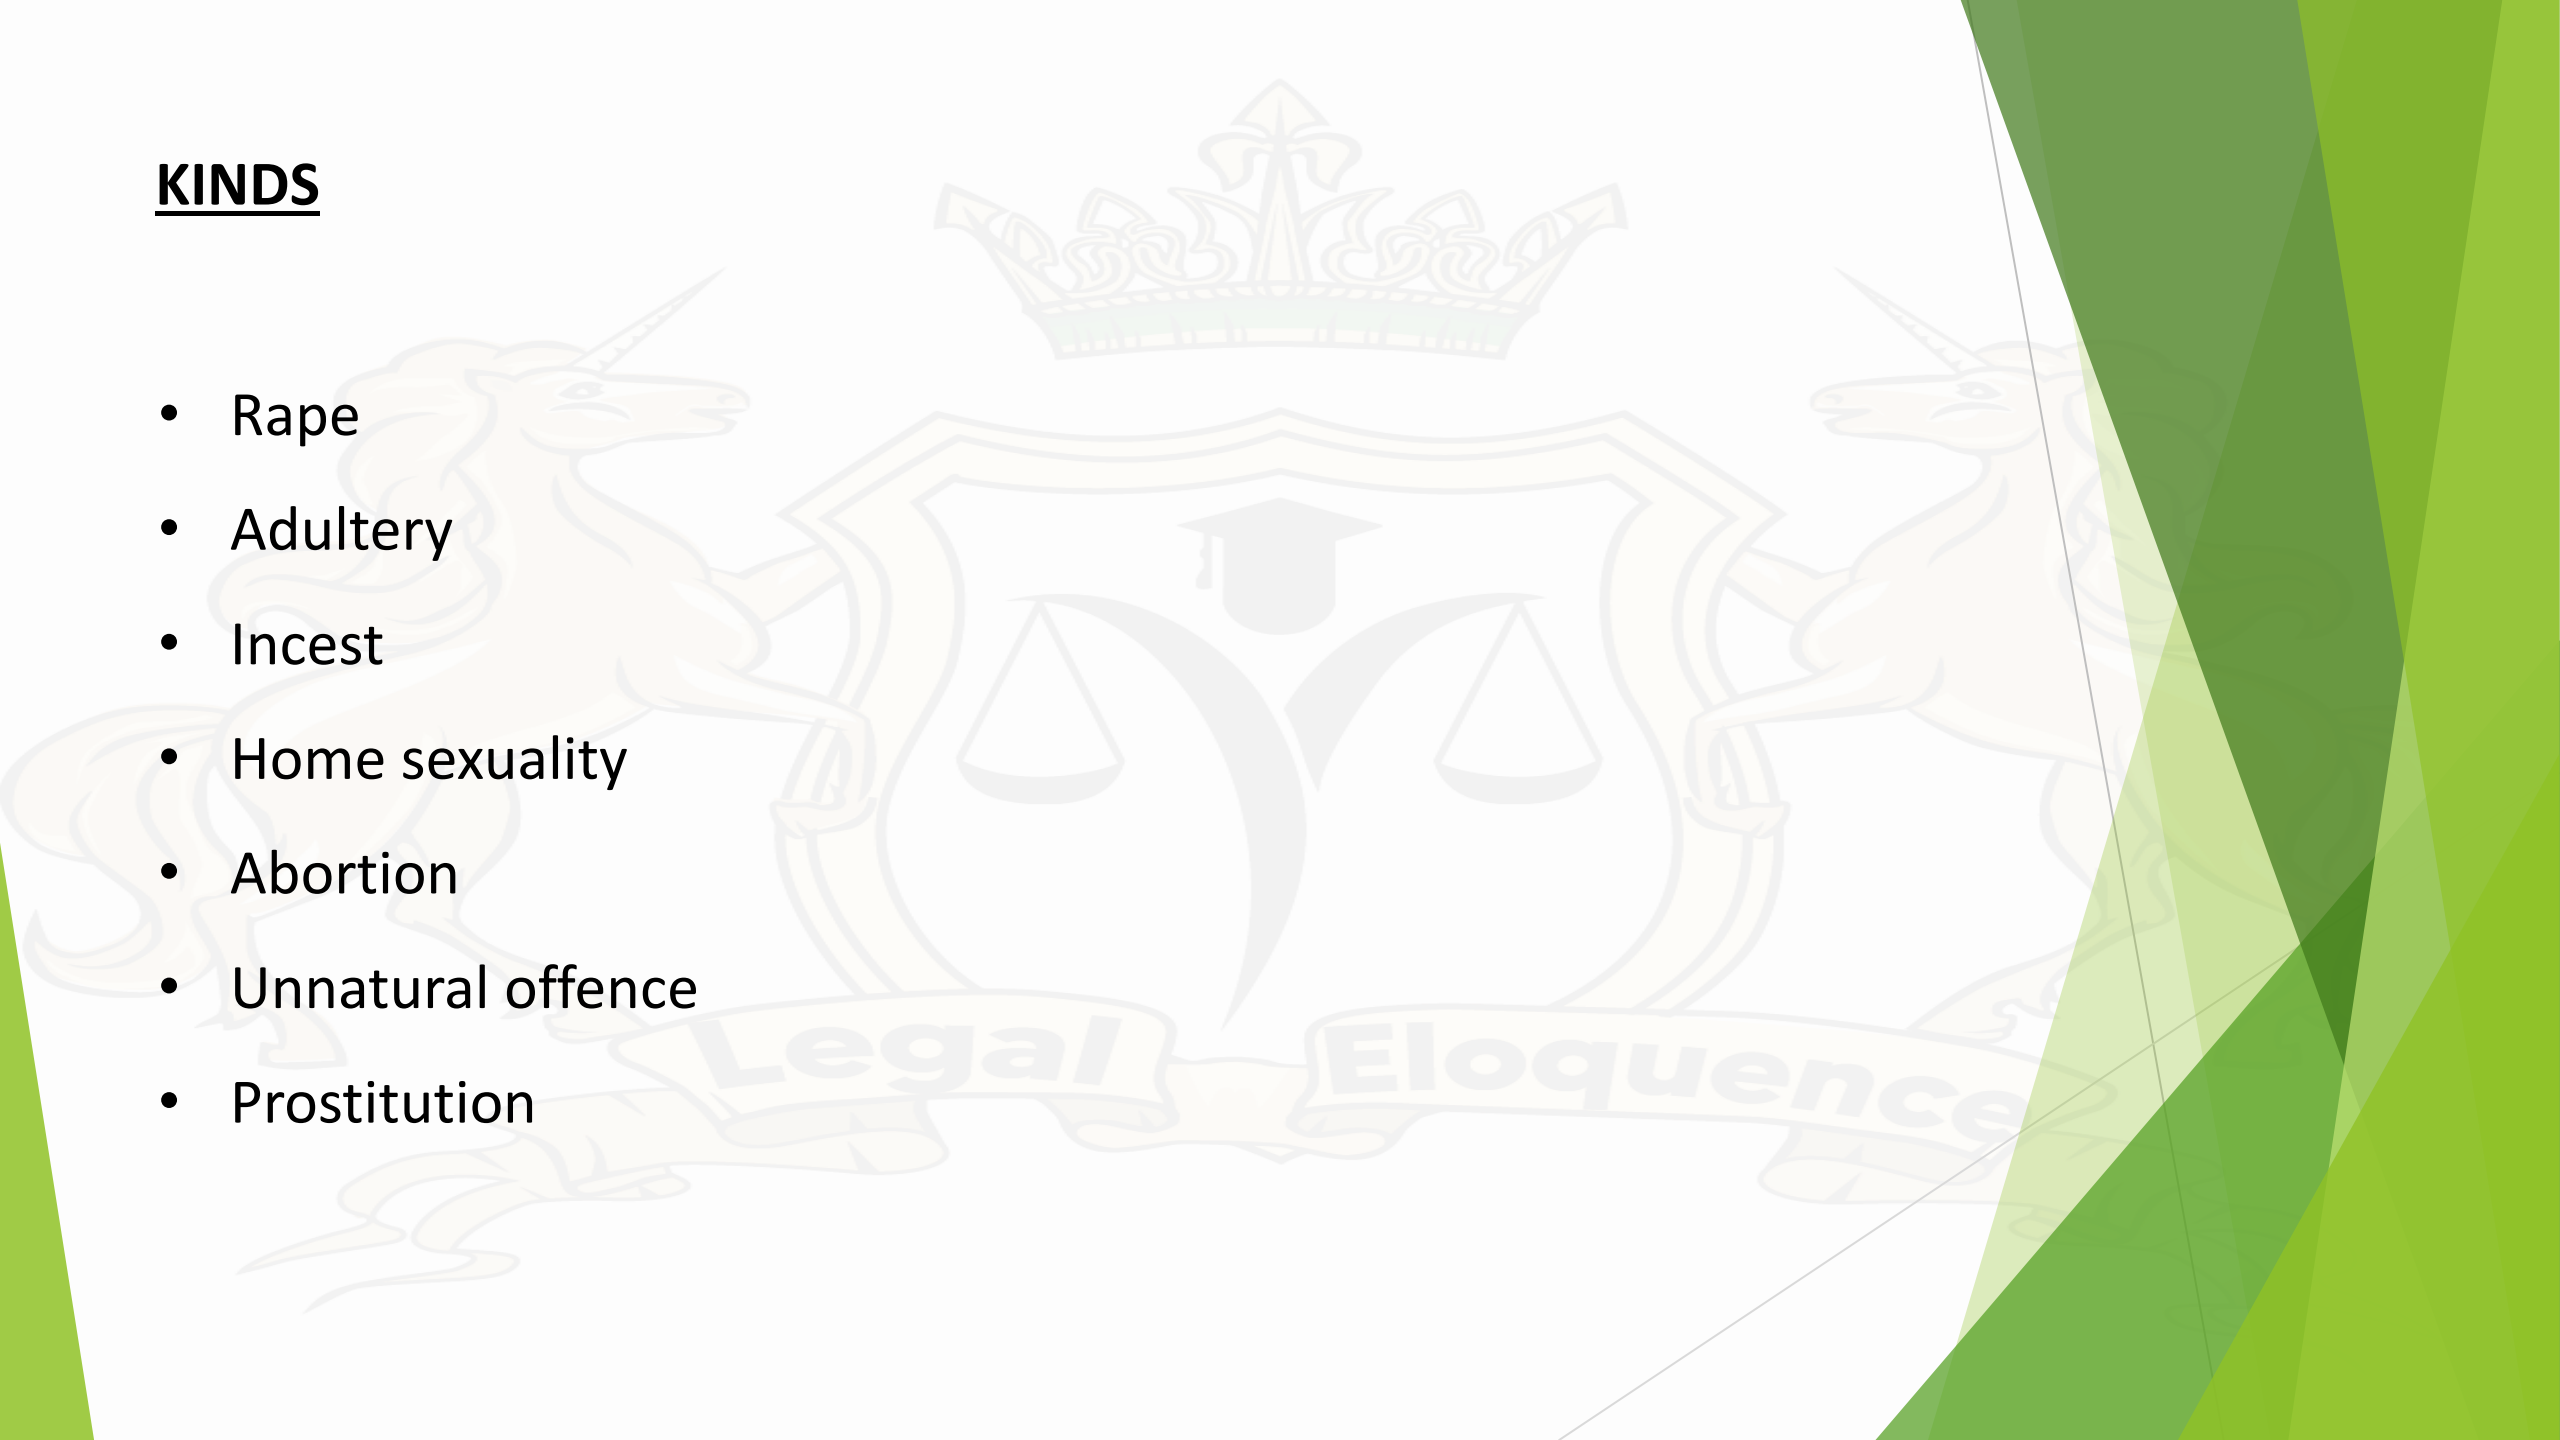 KINDS
• Rape
• Adultery
• Incest
• Home sexuality
• Abortion
• Unnatural offence
• Prostitution
Legal Eloquence